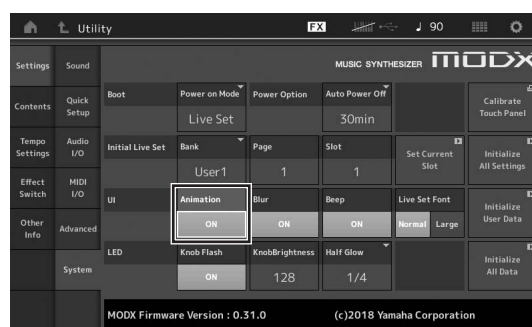 Utility
FX
♩ 90
Settings
Sound
MUSIC SYNTHESIZER MODX
Contents
Quick Setup
Boot
Power on Mode
Live Set
Power Option
Auto Power Off
30min
Calibrate Touch Panel
Tempo Settings
Audio I/O
Initial Live Set
Bank
User1
Page
1
Slot
1
Set Current Slot
Initialize All Settings
Effect Switch
MIDI I/O
UI
Animation
ON
Blur
ON
Beep
ON
Live Set Font
Normal Large
Initialize User Data
Other Info
Advanced
System
LED
Knob Flash
ON
KnobBrightness
128
Half Glow
1/4
Initialize All Data
MODX Firmware Version : 0.31.0
(c)2018 Yamaha Corporation